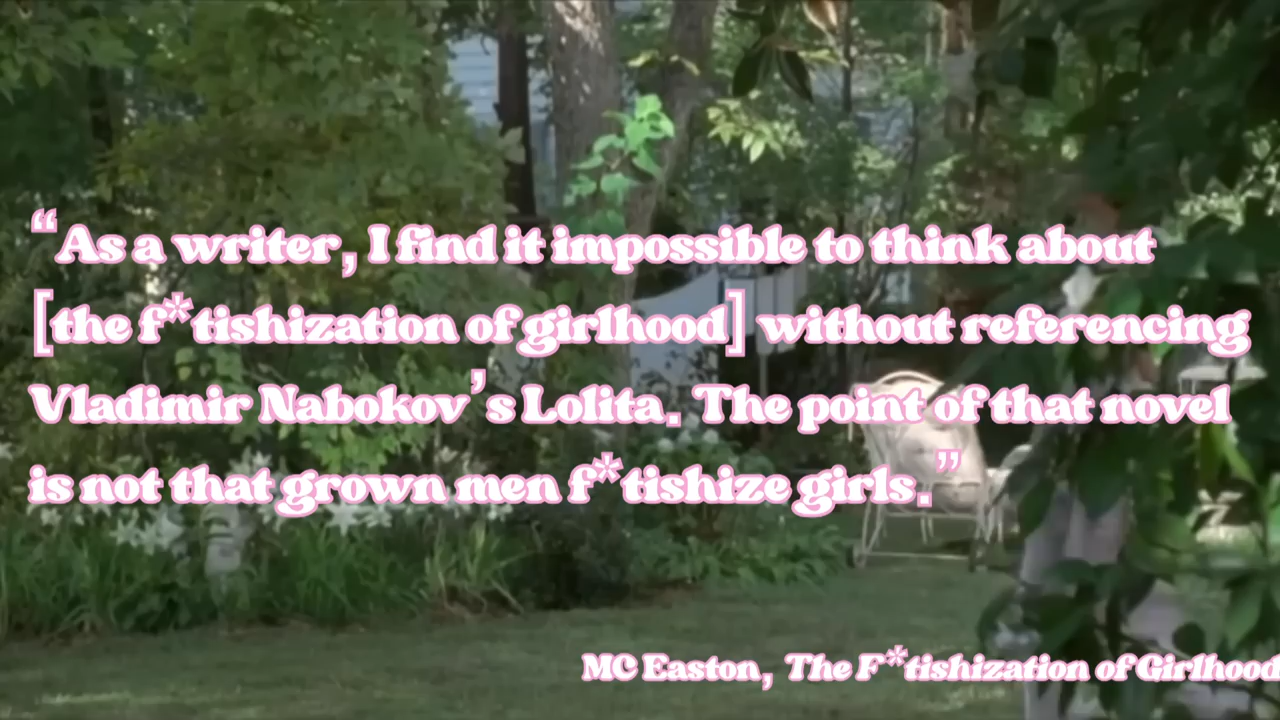 “As a writer, I find it impossible to think about
[the f*tishization of girlhood] without referencing
Vladimir Nabokov’s Lolita. The point of that novel
is not that grown men f*tishize girls.”
MC Easton, The F*tishization of Girlhood